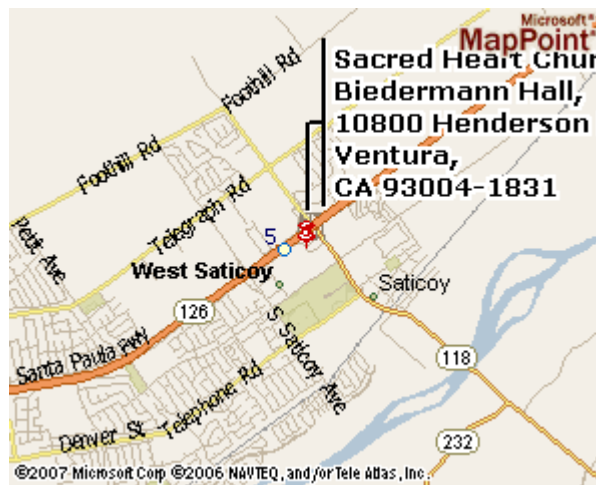 Microsoft®
MapPoint®
Sacred Heart Chur
Biedermann Hall,
10800 Henderson
Ventura,
CA 93004-1831
Foothill Rd
Foothill Rd
Telegraph Rd
Petit Ave
5
West Saticoy
Saticoy
126
S Saticoy Ave
Santa Paula Fwy
118
Telephone Rd
Denver St
232
©2007 Microsoft Corp ©2006 NAVTEQ, and/or Tele Atlas, Inc.